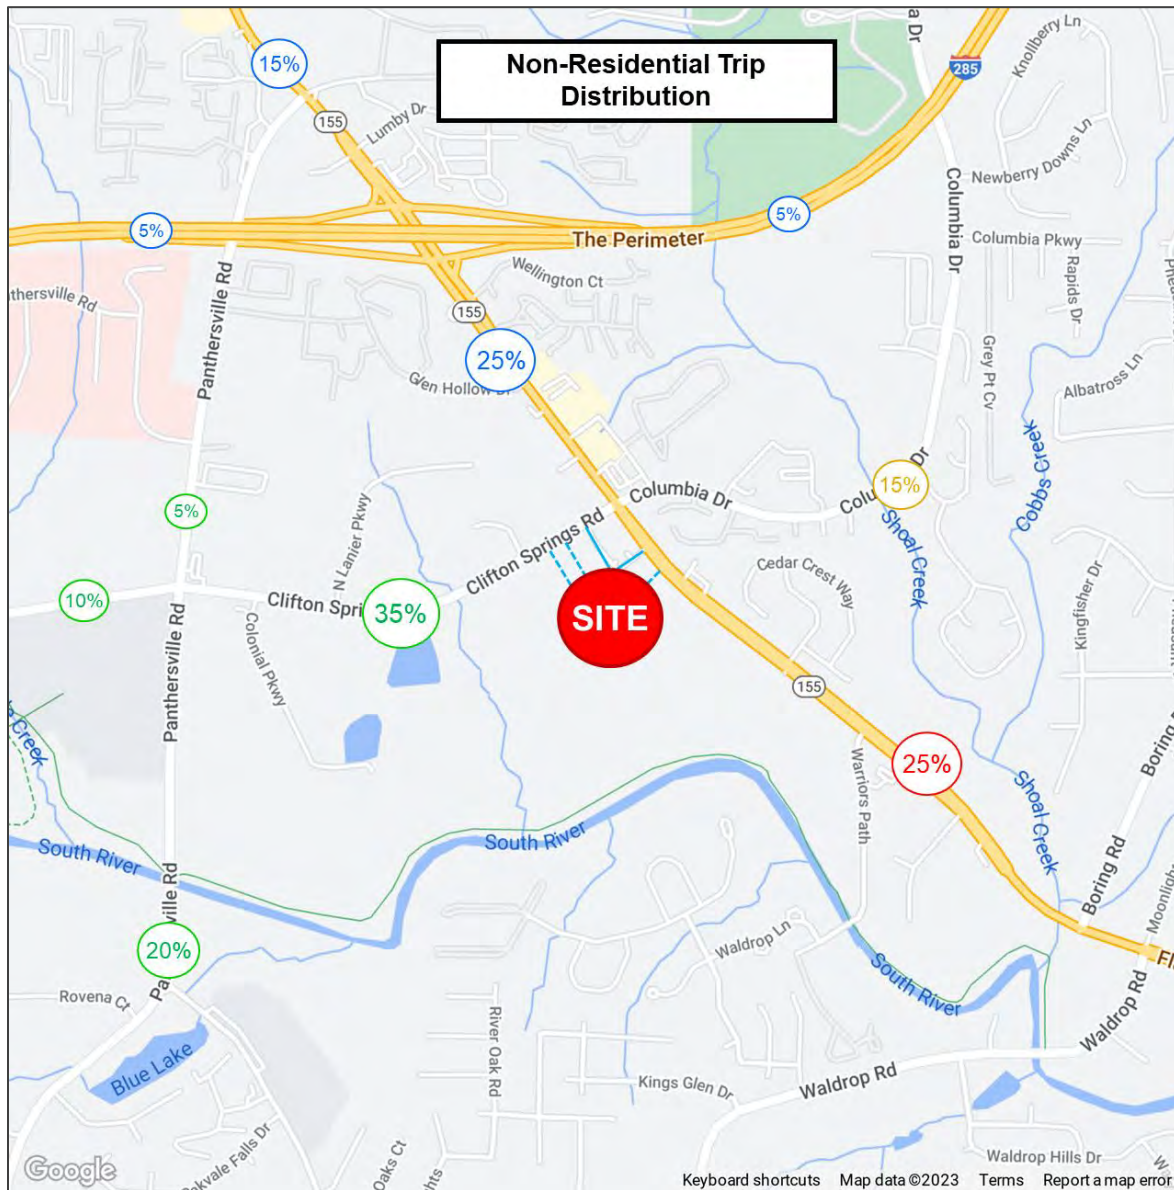 Non-Residential Trip
Distribution
15%
155
Lumby Dr
285
Knollberry Ln
Newberry Downs Ln
Columbia Dr
Columbia Pkwy
Rapids Dr
5%
5%
The Perimeter
Wellington Ct
155
Panthersville Rd
25%
Glen Hollow
Grey Pt Cv
Albatross Ln
Cobbs Creek
N Lanier Pkwy
Columbia Dr
15%
Dr
Shoal Creek
5%
Clifton Springs Rd
Cedar Crest Way
Kingfisher Dr
10%
Clifton
35%
SITE
Colonial Pkwy
Panthersville Rd
155
25%
Warriors Path
Shoal Creek
Boring
Boring Rd
Moonlight
South River
South River
20%
Waldrop Ln
South River
Rovena Ct
Blue Lake
River Oak Rd
Kings Glen Dr
Waldrop Rd
Waldrop Rd
Waldrop Hills Dr
Oaks Ct
Google
Keyboard shortcuts Map data ©2023 Terms Report a map error